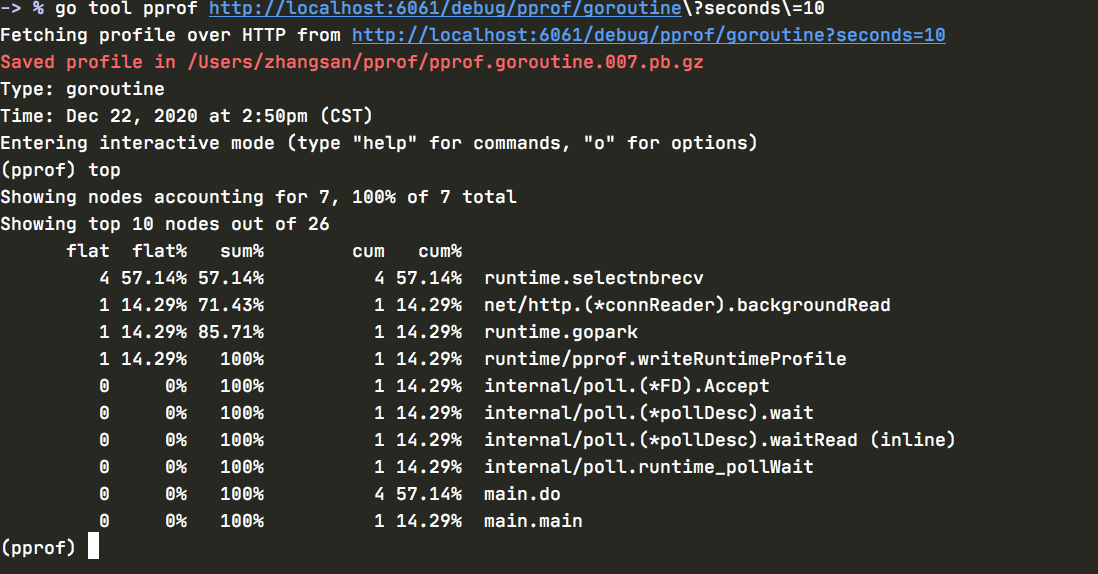 -> % go tool pprof http://localhost:6061/debug/pprof/goroutine\?seconds\=10
Fetching profile over HTTP from http://localhost:6061/debug/pprof/goroutine?seconds=10
Saved profile in /Users/zhangsan/pprof/pprof.goroutine.007.pb.gz
Type: goroutine
Time: Dec 22, 2020 at 2:50pm (CST)
Entering interactive mode (type "help" for commands, "o" for options)
(pprof) top
Showing nodes accounting for 7, 100% of 7 total
Showing top 10 nodes out of 26
      flat  flat%   sum%        cum   cum%
         4 57.14% 57.14%          4 57.14%  runtime.selectnbrecv
         1 14.29% 71.43%          1 14.29%  net/http.(*connReader).backgroundRead
         1 14.29% 85.71%          1 14.29%  runtime.gopark
         1 14.29%   100%          1 14.29%  runtime/pprof.writeRuntimeProfile
         0     0%   100%          1 14.29%  internal/poll.(*FD).Accept
         0     0%   100%          1 14.29%  internal/poll.(*pollDesc).wait
         0     0%   100%          1 14.29%  internal/poll.(*pollDesc).waitRead (inline)
         0     0%   100%          1 14.29%  internal/poll.runtime_pollWait
         0     0%   100%          4 57.14%  main.do
         0     0%   100%          1 14.29%  main.main
(pprof)